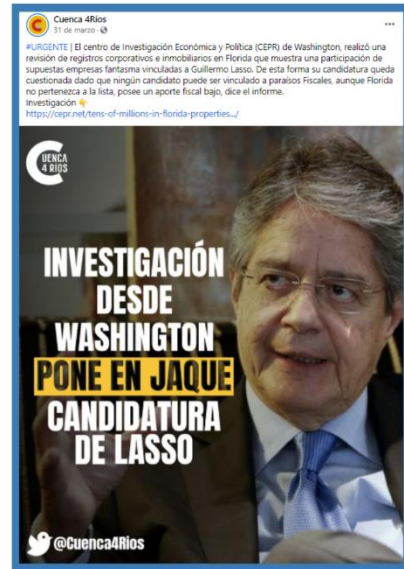 Cuenca 4Ríos
31 de marzo ·
#URGENTE | El centro de Investigación Económica y Política (CEPR) de Washington, realizó una
revisión de registros corporativos e inmobiliarios en Florida que muestra una participación de
supuestas empresas fantasma vinculadas a Guillermo Lasso. De esta forma su candidatura queda
cuestionada dado que ningún candidato puede ser vinculado a paraísos Fiscales, aunque Florida
no pertenezca a la lista, posee un aporte fiscal bajo, dice el informe.
Investigación 👇
https://cepr.net/tens-of-millions-in-florida-properties.../
CUENCA
4 RÍOS
INVESTIGACIÓN
DESDE
WASHINGTON
PONE EN JAQUE
CANDIDATURA
DE LASSO
@Cuenca4Rios